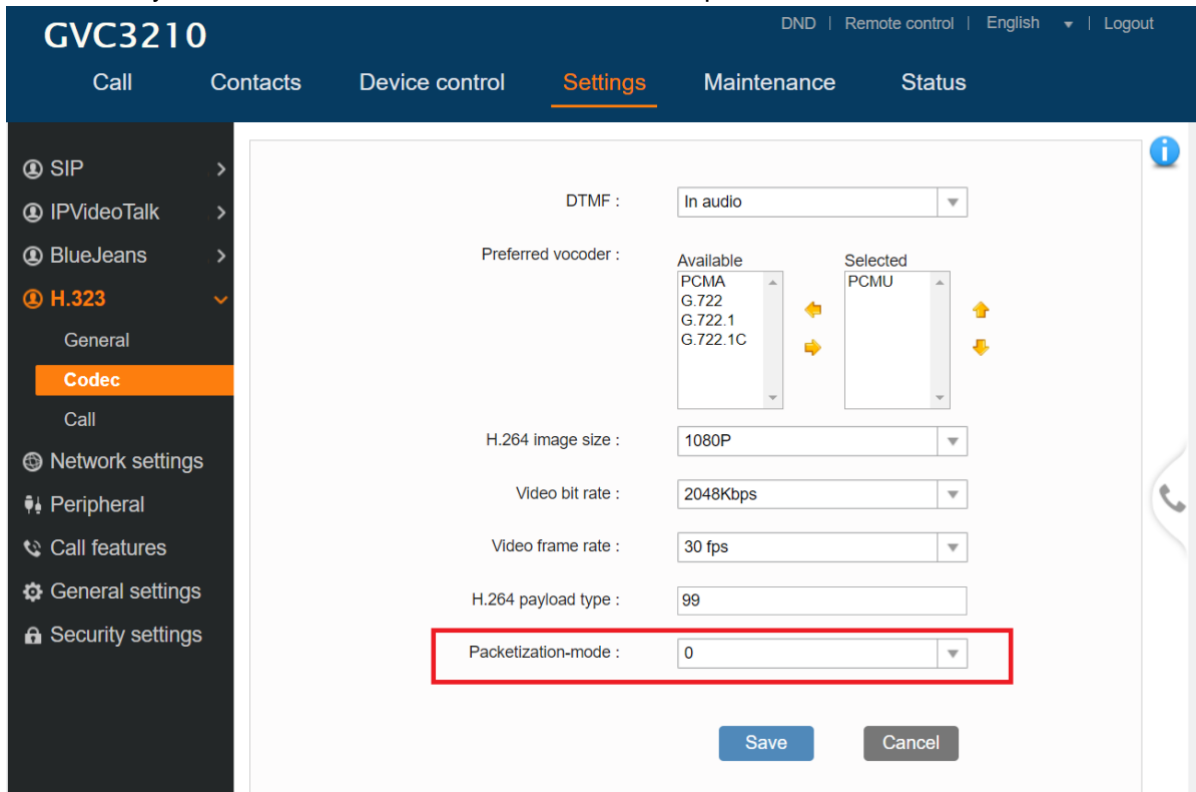 GVC3210
DND | Remote control | English | Logout
Call Contacts Device control Settings Maintenance Status
SIP
IPVideoTalk
BlueJeans
H.323
General
Codec
Call
Network settings
Peripheral
Call features
General settings
Security settings
DTMF : In audio
Preferred vocoder :
Available Selected
PCMA PCMU
G.722
G.722.1
G.722.1C
H.264 image size : 1080P
Video bit rate : 2048Kbps
Video frame rate : 30 fps
H.264 payload type : 99
Packetization-mode : 0
Save Cancel